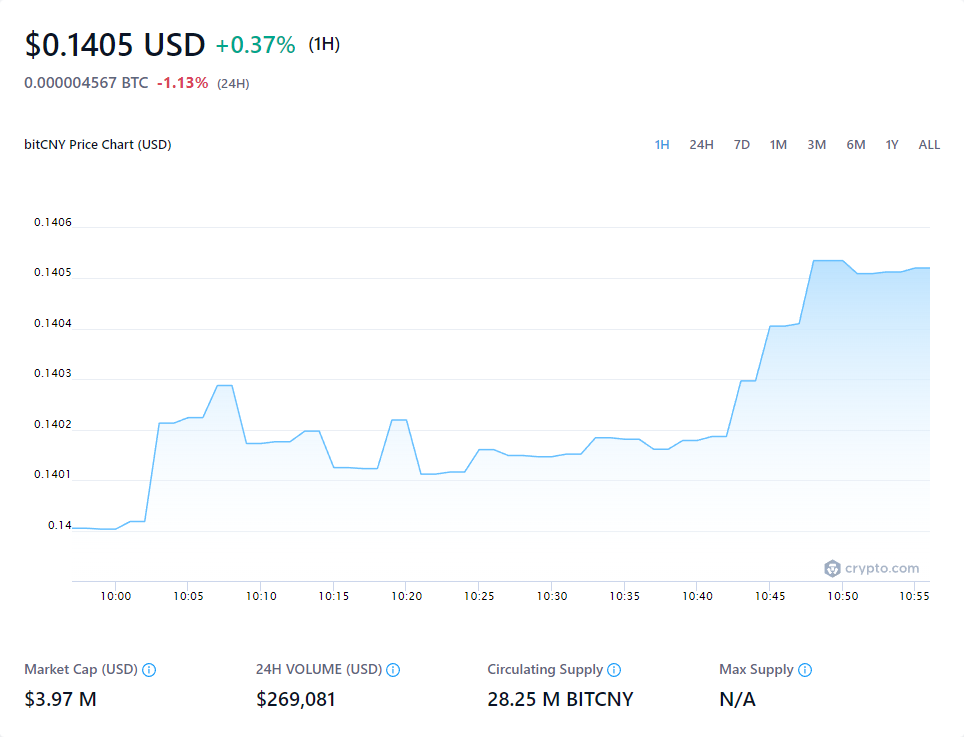 $0.1405 USD +0.37% (1H)
0.000004567 BTC -1.13% (24H)
bitCNY Price Chart (USD) 1H 24H 7D 1M 3M 6M 1Y ALL
0.1406
0.1405
0.1404
0.1403
0.1402
0.1401
0.14
crypto.com
10:00 10:05 10:10 10:15 10:20 10:25 10:30 10:35 10:40 10:45 10:50 10:55
Market Cap (USD) 24H VOLUME (USD) Circulating Supply Max Supply
$3.97 M $269,081 28.25 M BITCNY N/A